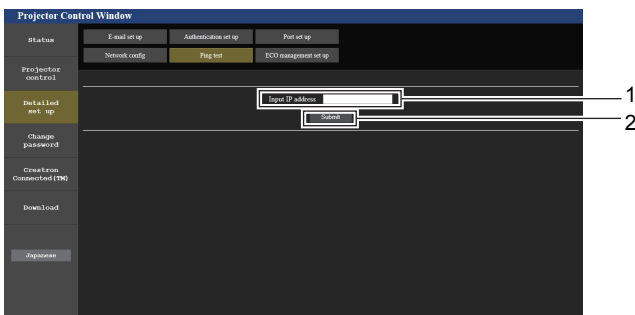 Projector Control Window
Status
E-mail set up
Authentication set up
Port set up
Network config
Ping test
ECO management set up
Projector
control
Detailed
set up
Input IP address
1
Submit
2
Change
password
Crestron
Connected(TM)
Download
Japanese